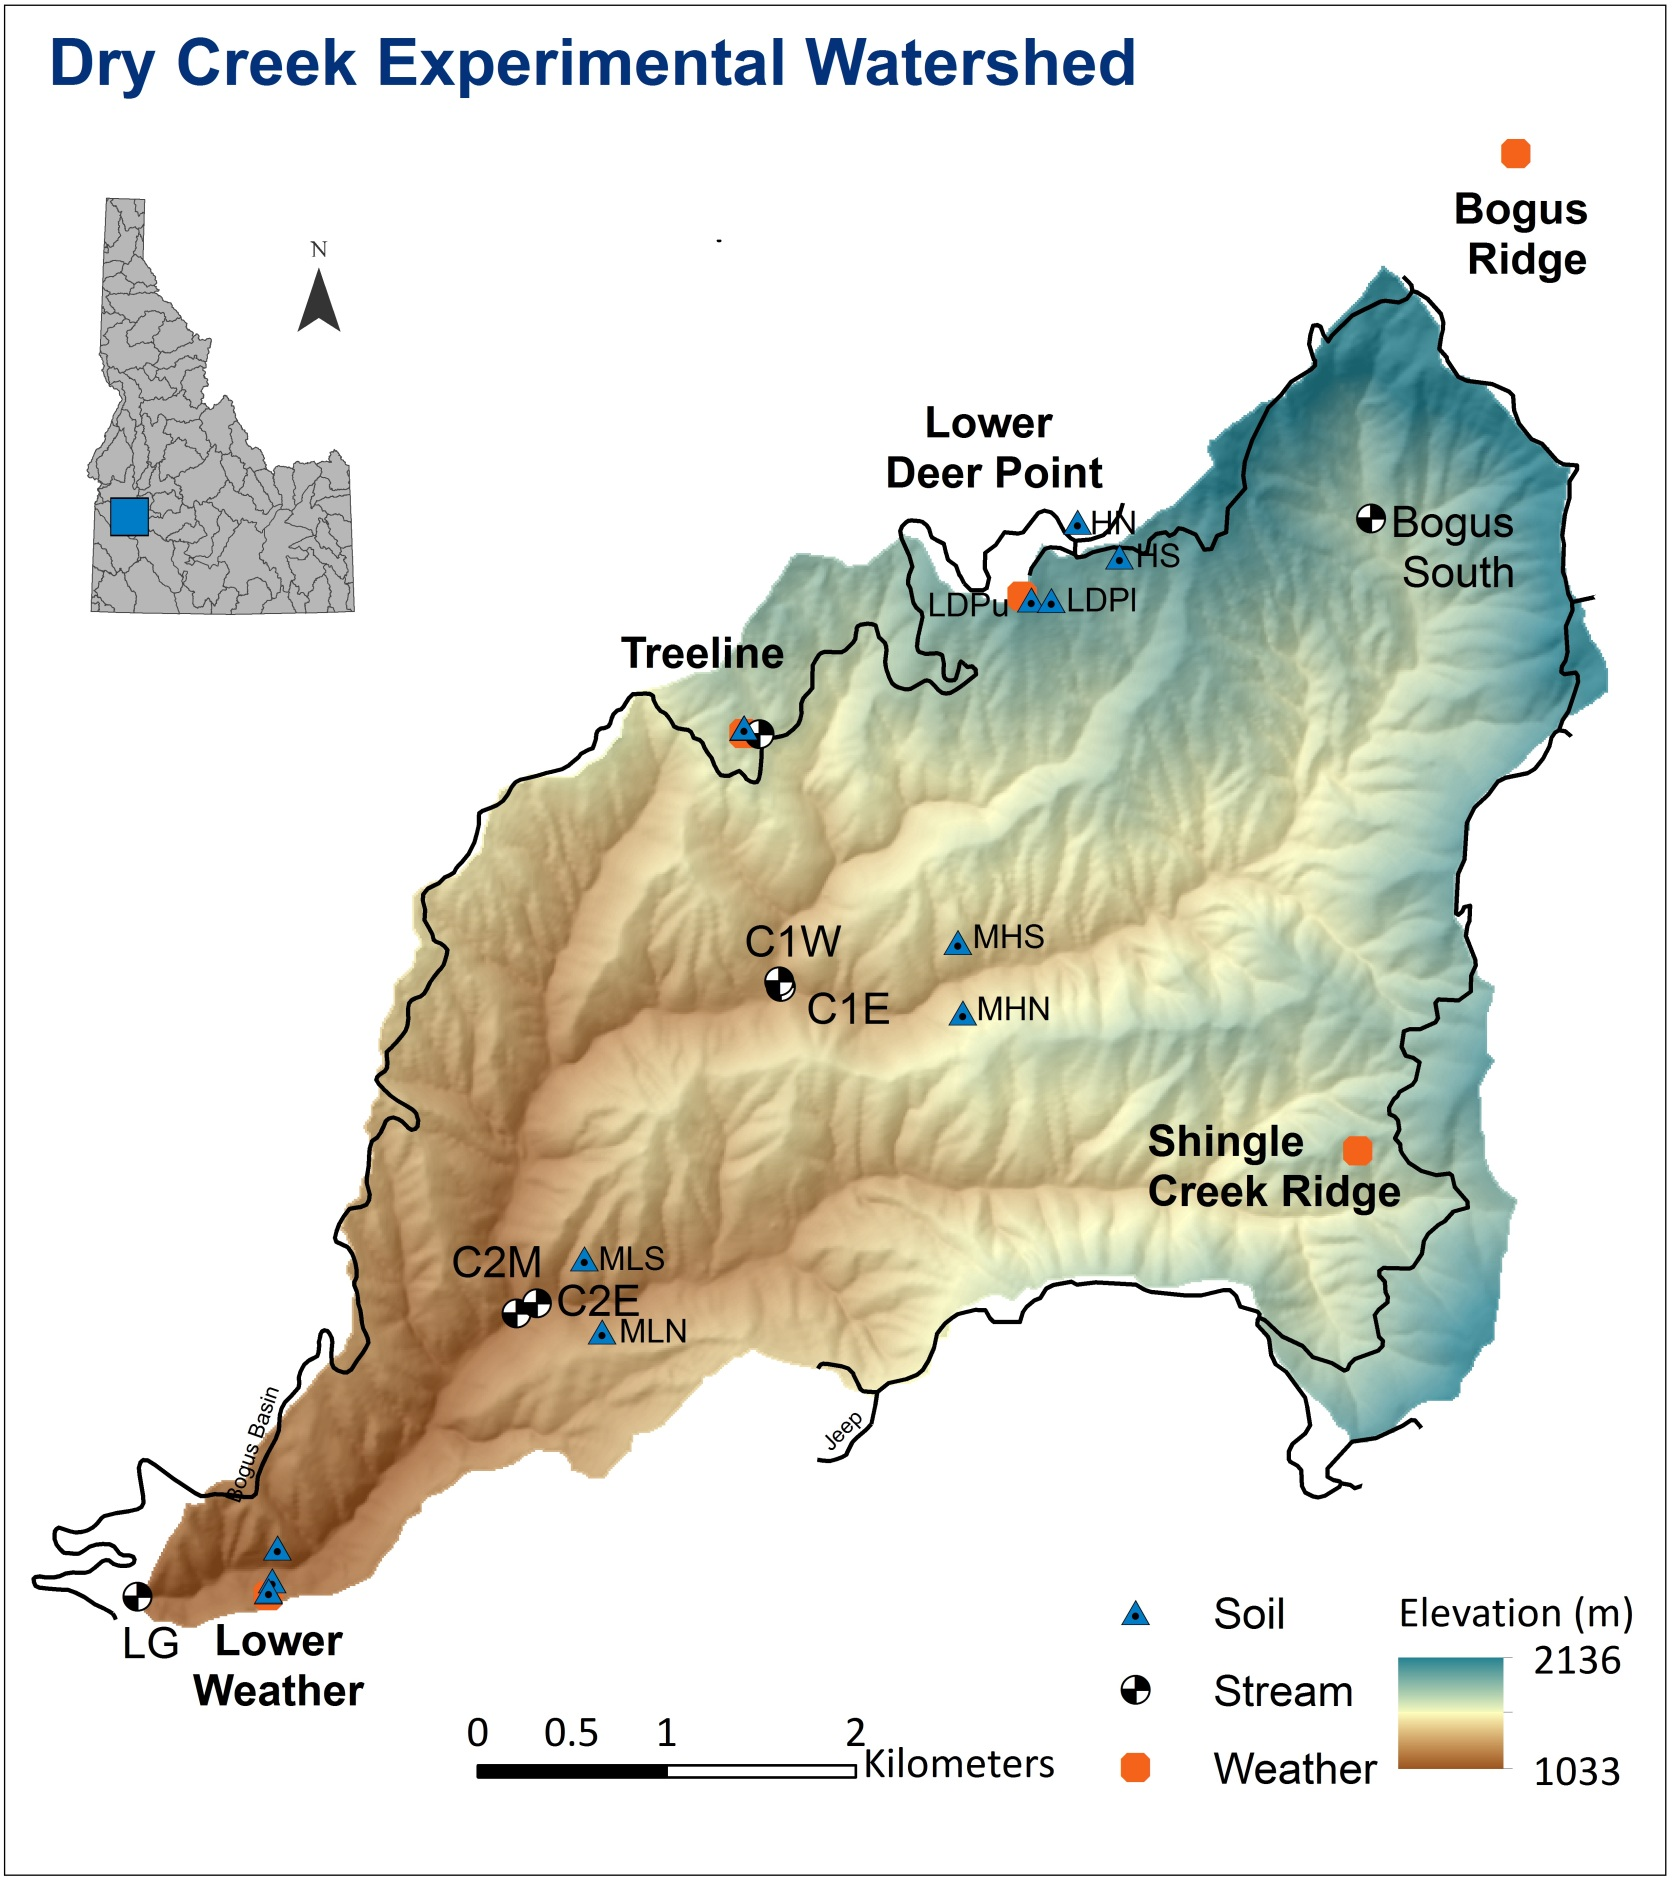 Dry Creek Experimental Watershed
Bogus
Ridge
N
Lower
Deer Point
HN
HS
Bogus
South
LDPu
LDPl
Treeline
C1W
C1E
MHS
MHN
Shingle
Creek Ridge
C2M
MLS
C2E
MLN
Bogus Basin
Jeep
LG
Lower
Weather
Soil
Stream
Weather
Elevation (m)
2136
1033
0 0.5 1 2
Kilometers